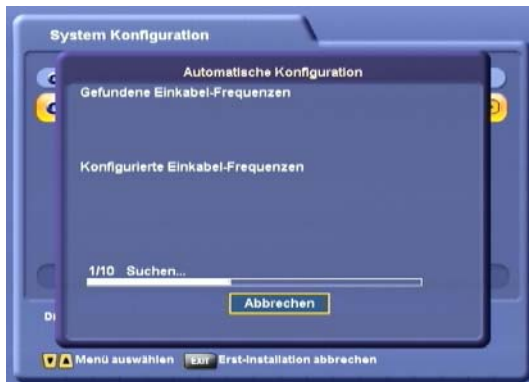 System Konfiguration
Automatische Konfiguration
Gefundene Einkabel-Frequenzen
Konfigurierte Einkabel-Frequenzen
1/10 Suchen...
Abbrechen
Menü auswählen EXIT Erst-Installation abbrechen